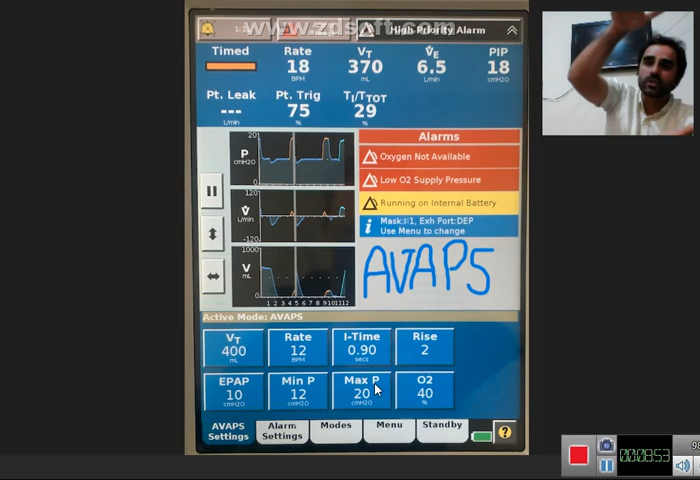 www.zdsoft.com
High Priority Alarm
Timed Rate VT V̇E PIP
18 370 6.5 18
BPM mL L/min cmH2O
Pt. Leak Pt. Trig TI/TTOT
--- 75 29
L/min % %
20
P
cmH2O
0
120
V̇
L/min
-120
1000
V
mL
0
1 2 3 4 5 6 7 8 9 10 11 12
Alarms
Oxygen Not Available
Low O2 Supply Pressure
Running on Internal Battery
i Mask: 1, Exh Port:DEP
Use Menu to change
AVAPS
Active Mode: AVAPS
VT Rate I-Time Rise
400 12 0.90 2
mL BPM secs
EPAP Min P Max P O2
10 12 20 40
cmH2O cmH2O cmH2O %
AVAPS Alarm Modes Menu Standby
Settings Settings
?
000853
98